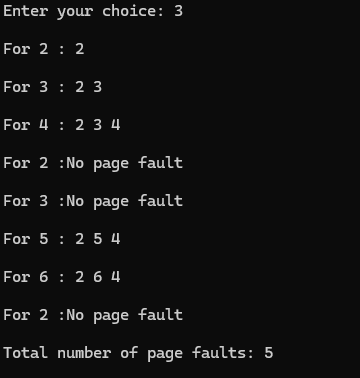 Enter your choice: 3
For 2 : 2
For 3 : 2 3
For 4 : 2 3 4
For 2 :No page fault
For 3 :No page fault
For 5 : 2 5 4
For 6 : 2 6 4
For 2 :No page fault
Total number of page faults: 5